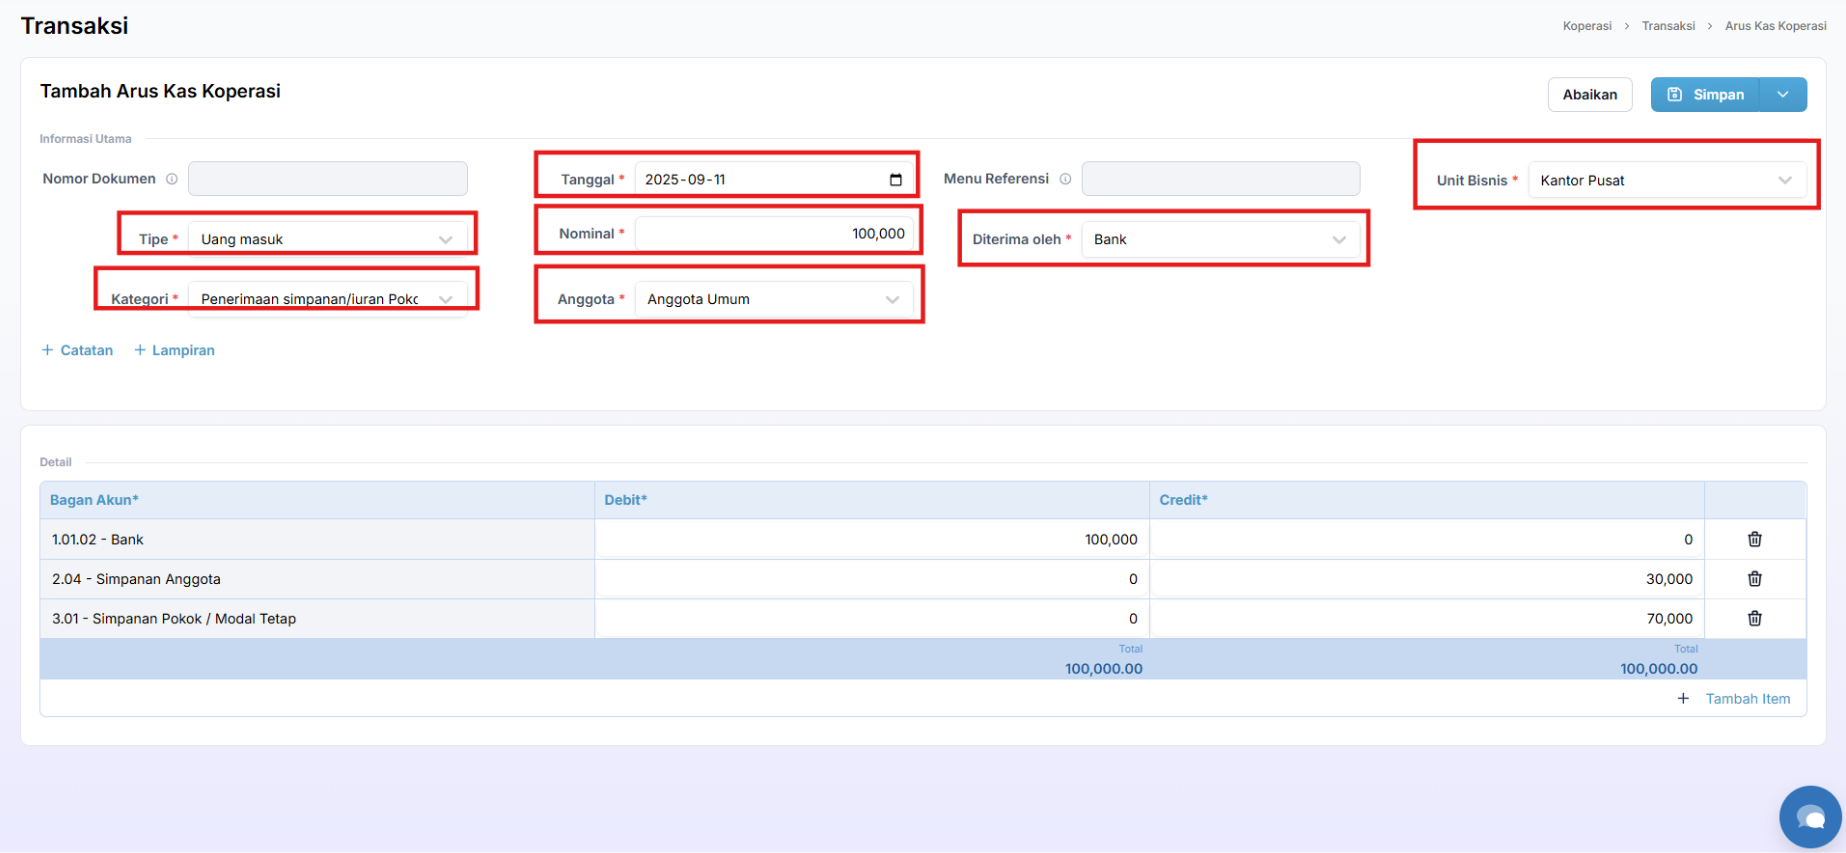 Transaksi
Koperasi > Transaksi > Arus Kas Koperasi
Tambah Arus Kas Koperasi
Abaikan
Simpan
Informasi Utama
Nomor Dokumen
Tanggal * 2025-09-11
Menu Referensi
Unit Bisnis * Kantor Pusat
Tipe * Uang masuk
Nominal * 100,000
Diterima oleh * Bank
Kategori * Penerimaan simpanan/iuran Pokc
Anggota * Anggota Umum
+ Catatan + Lampiran
Detail
Bagan Akun* Debit* Credit*
1.01.02 - Bank 100,000 0
2.04 - Simpanan Anggota 0 30,000
3.01 - Simpanan Pokok / Modal Tetap 0 70,000
Total Total
100,000.00 100,000.00
+ Tambah Item